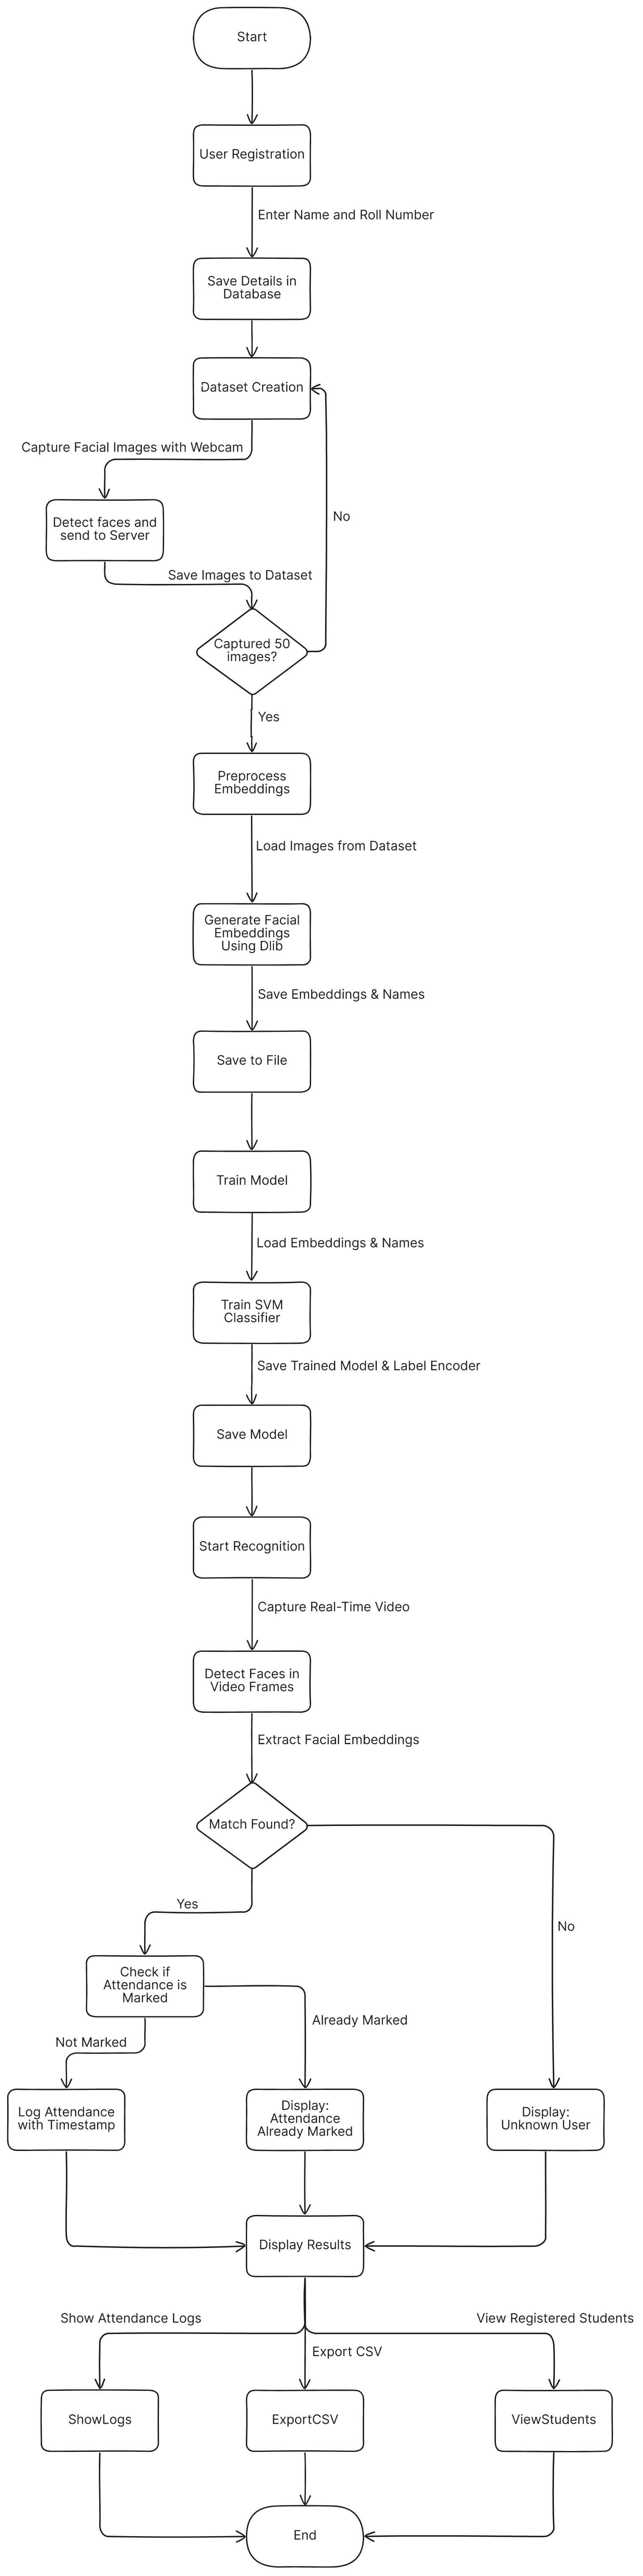 Start
User Registration
Enter Name and Roll Number
Save Details in
Database
Dataset Creation
Capture Facial Images with Webcam
No
Detect faces and
send to Server
Save Images to Dataset
Captured 50
images?
Yes
Preprocess
Embeddings
Load Images from Dataset
Generate Facial
Embeddings
Using Dlib
Save Embeddings & Names
Save to File
Train Model
Load Embeddings & Names
Train SVM
Classifier
Save Trained Model & Label Encoder
Save Model
Start Recognition
Capture Real-Time Video
Detect Faces in
Video Frames
Extract Facial Embeddings
Match Found?
Yes
No
Check if
Attendance is
Marked
Already Marked
Not Marked
Log Attendance
with Timestamp
Display:
Attendance
Already Marked
Display:
Unknown User
Display Results
Show Attendance Logs
View Registered Students
Export CSV
ShowLogs
ExportCSV
ViewStudents
End